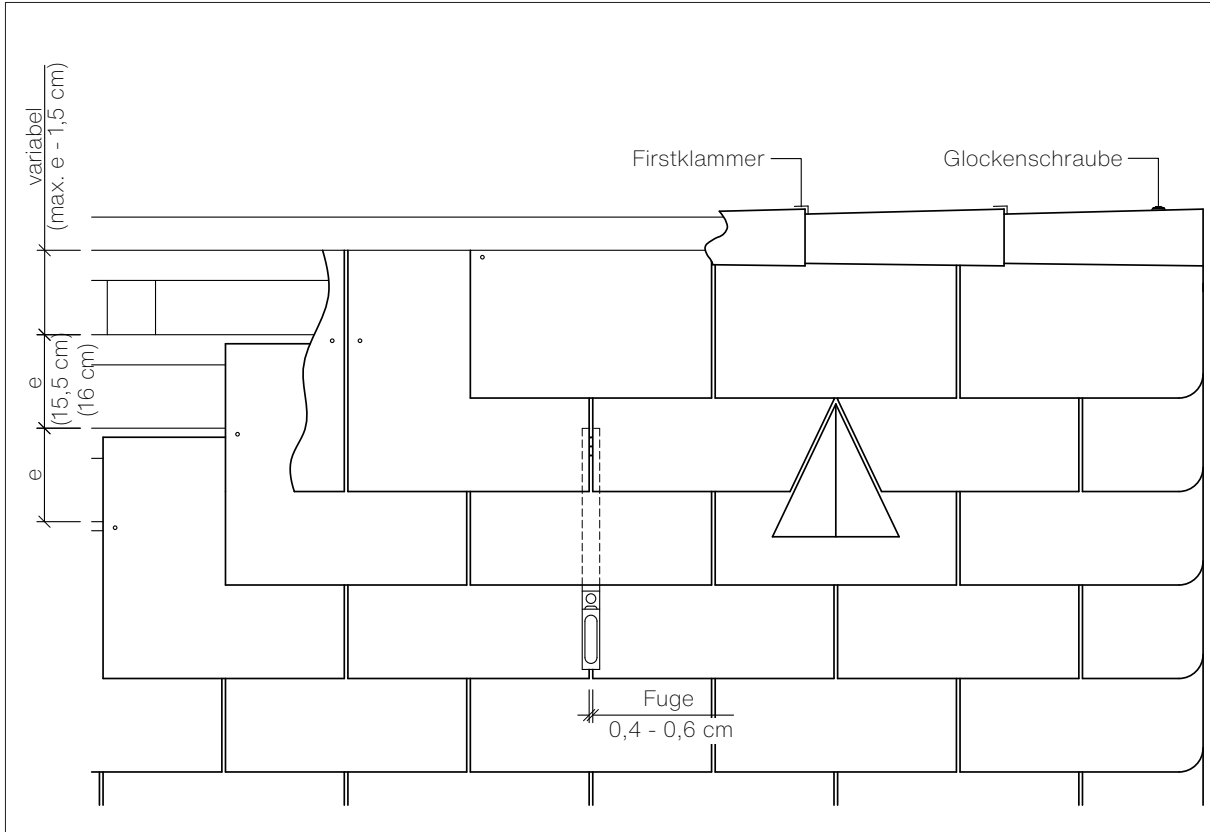 variabel
(max. e - 1,5 cm)
Firstklammer
Glockenschraube
e
(15,5 cm)
(16 cm)
e
Fuge
0,4 - 0,6 cm